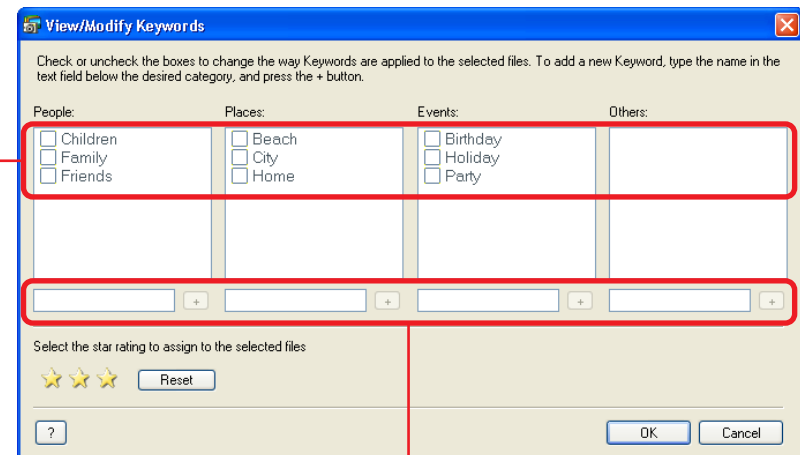 View/Modify Keywords
Check or uncheck the boxes to change the way Keywords are applied to the selected files. To add a new Keyword, type the name in the
text field below the desired category, and press the + button.
People: Places: Events: Others:
Children Beach Birthday
Family City Holiday
Friends Home Party
+ + + +
Select the star rating to assign to the selected files
Reset
? OK Cancel